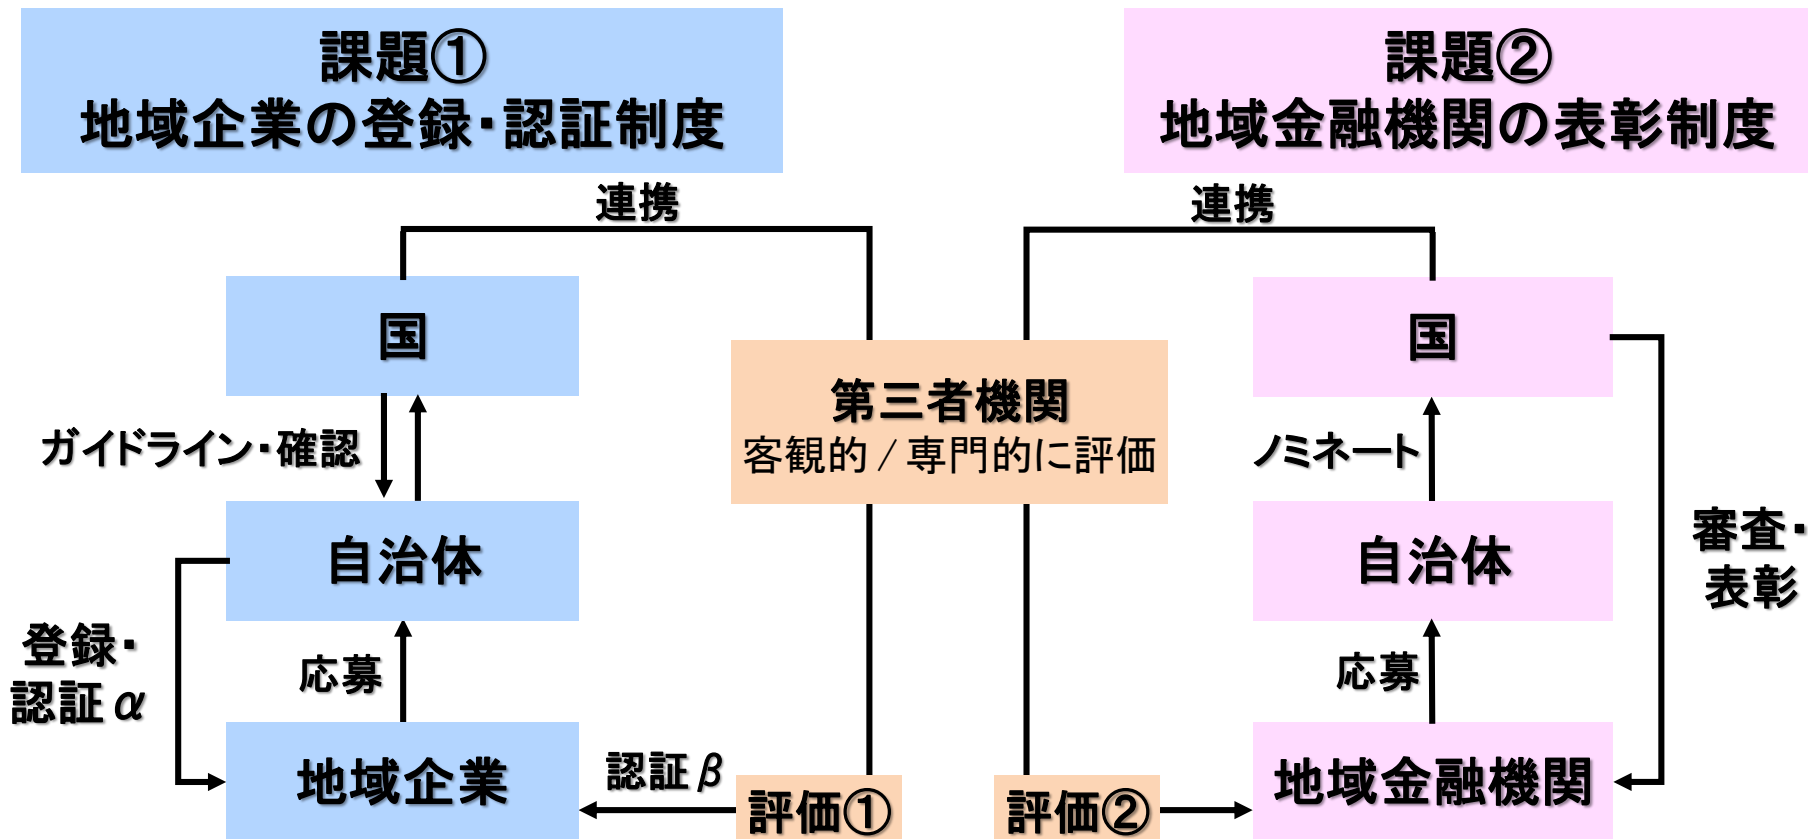 課題①
地域企業の登録・認証制度
課題②
地域金融機関の表彰制度
連携
連携
国
国
第三者機関
客観的/専門的に評価
ガイドライン・確認
ノミネート
自治体
自治体
審査・
表彰
登録・
認証α
応募
応募
地域企業
認証β
評価①
評価②
地域金融機関